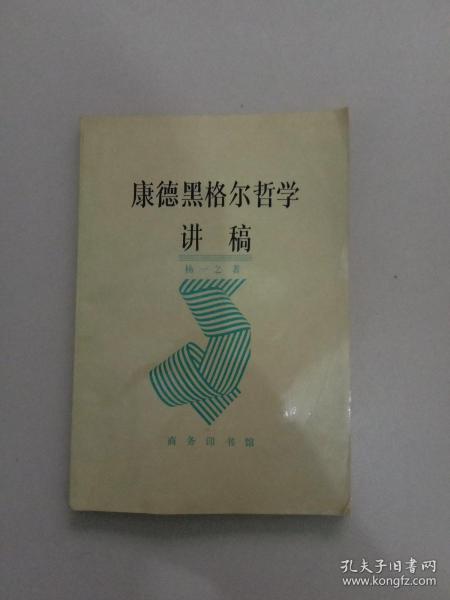 康德黑格尔哲学
讲稿
杨一之 著
商务印书馆
孔夫子旧书网
www.kongfz.com